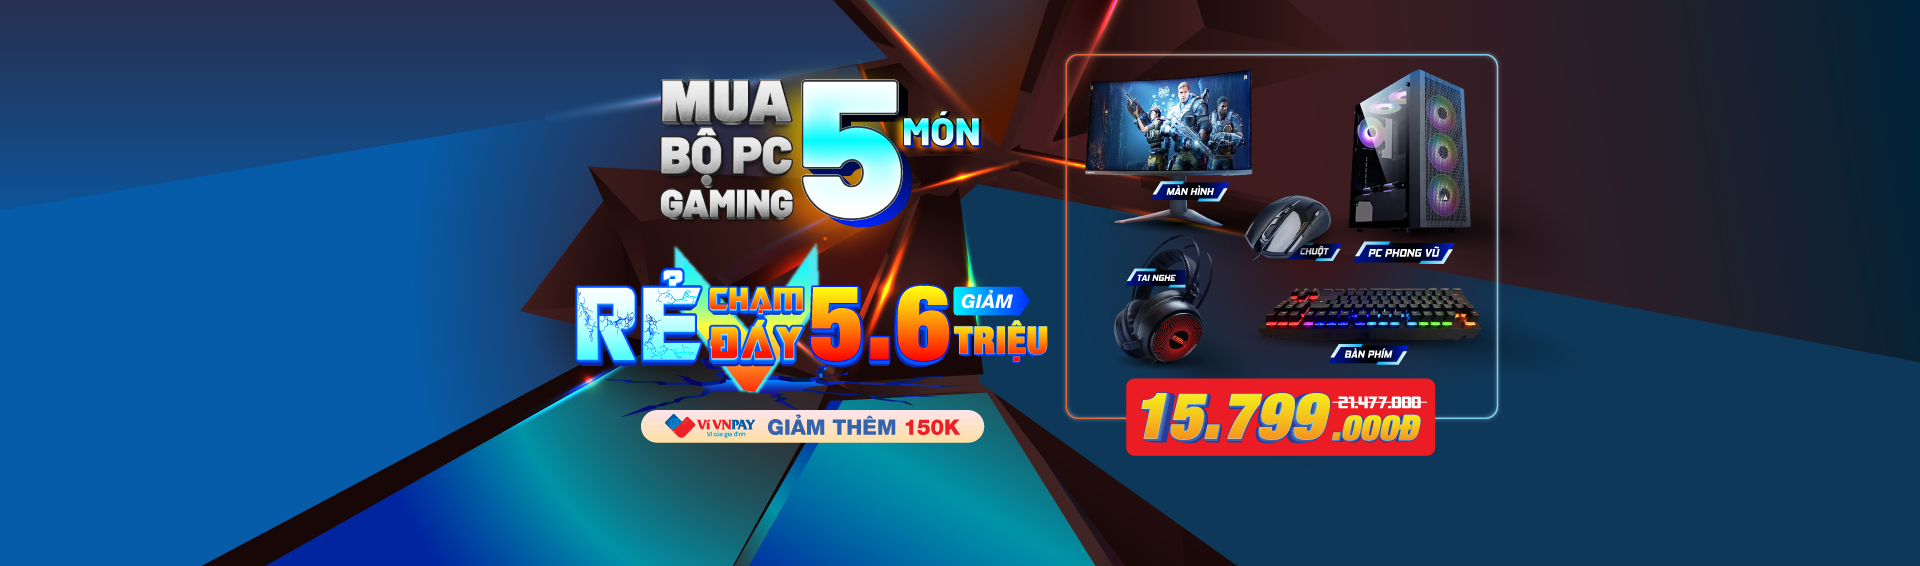 MUA
BỘ PC
GAMING
5
MÓN
RẺ
CHẠM
ĐÁY
5.6
GIẢM
TRIỆU
Ví VNPAY
Ví của gia đình
GIẢM THÊM 150K
MÀN HÌNH
CHUỘT
PC PHONG VŨ
TAI NGHE
BÀN PHÍM
21.477.000
15.799.000Đ